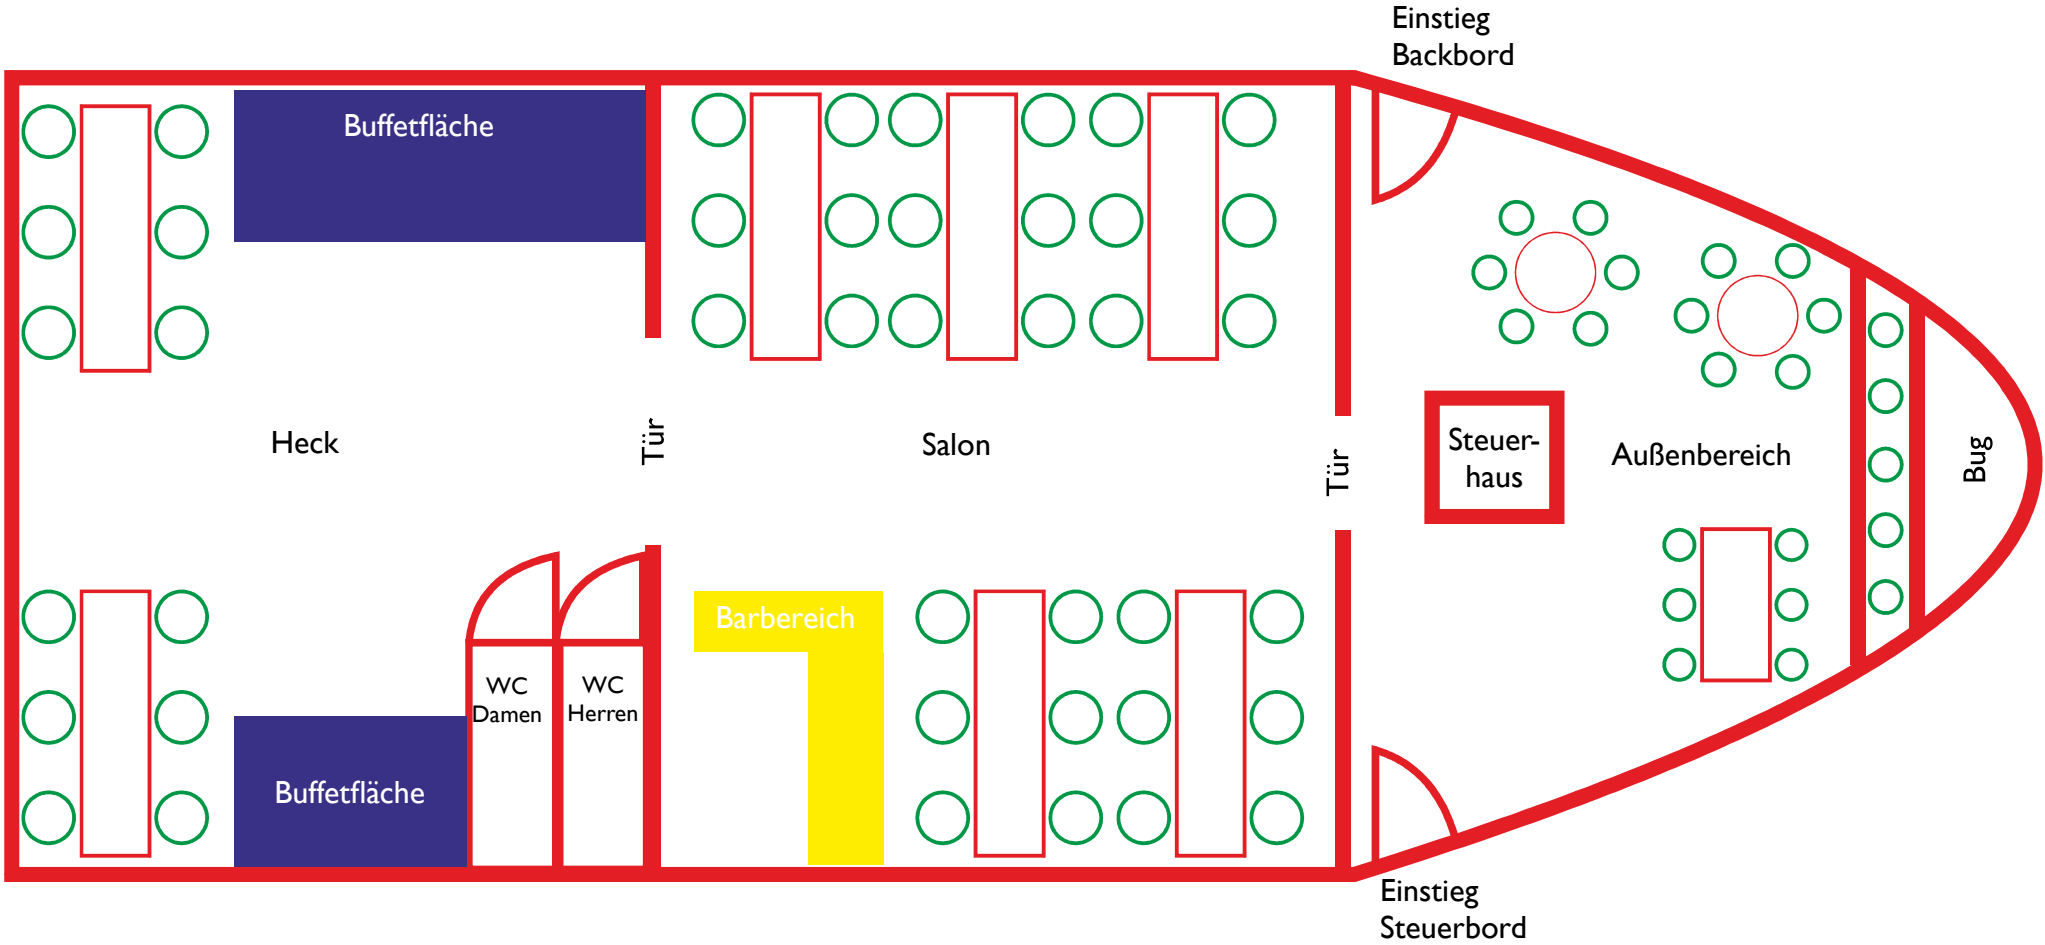 Einstieg
Backbord
Buffetfläche
Heck
Tür
Salon
Tür
Steuer-
haus
Außenbereich
Bug
Barbereich
WC
Damen
WC
Herren
Buffetfläche
Einstieg
Steuerbord